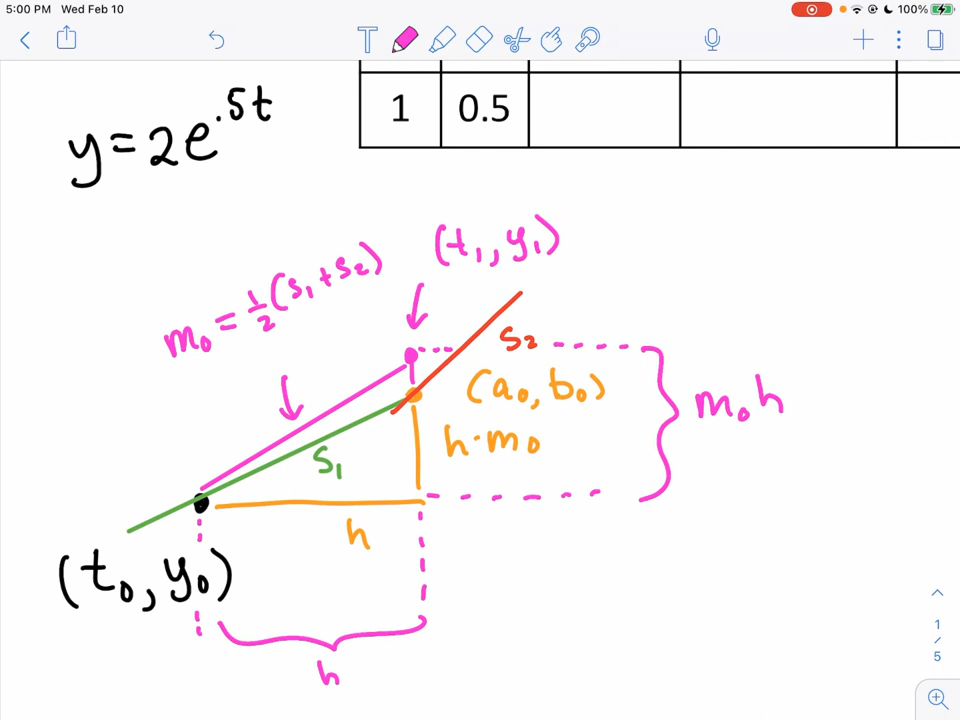 5:00 PM Wed Feb 10
100%
T
1 0.5
y=2e^.5t
(t₁, y₁)
m₀ = ½(s₁+s₂)
s₂
(a₀, b₀)
m₀h
h·m₀
s₁
h
(t₀, y₀)
h
1
/
5